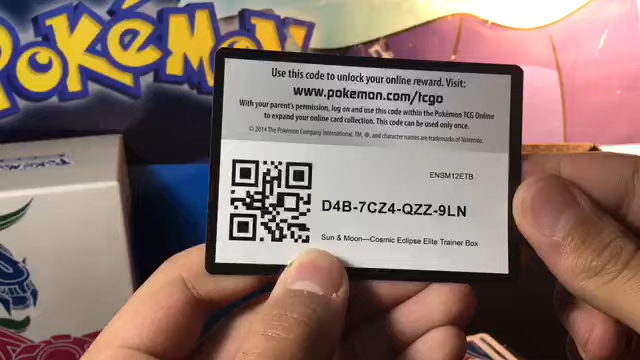 POKéMON
Use this code to unlock your online reward. Visit:
www.pokemon.com/tcgo
With your parent's permission, log on and use this code within the Pokémon TCG Online
to expand your online card collection. This code can be used only once.
© 2014 The Pokémon Company International, TM, ®, and character names are trademarks of Nintendo.
ENSM12ETB
D4B-7CZ4-QZZ-9LN
Sun & Moon—Cosmic Eclipse Elite Trainer Box